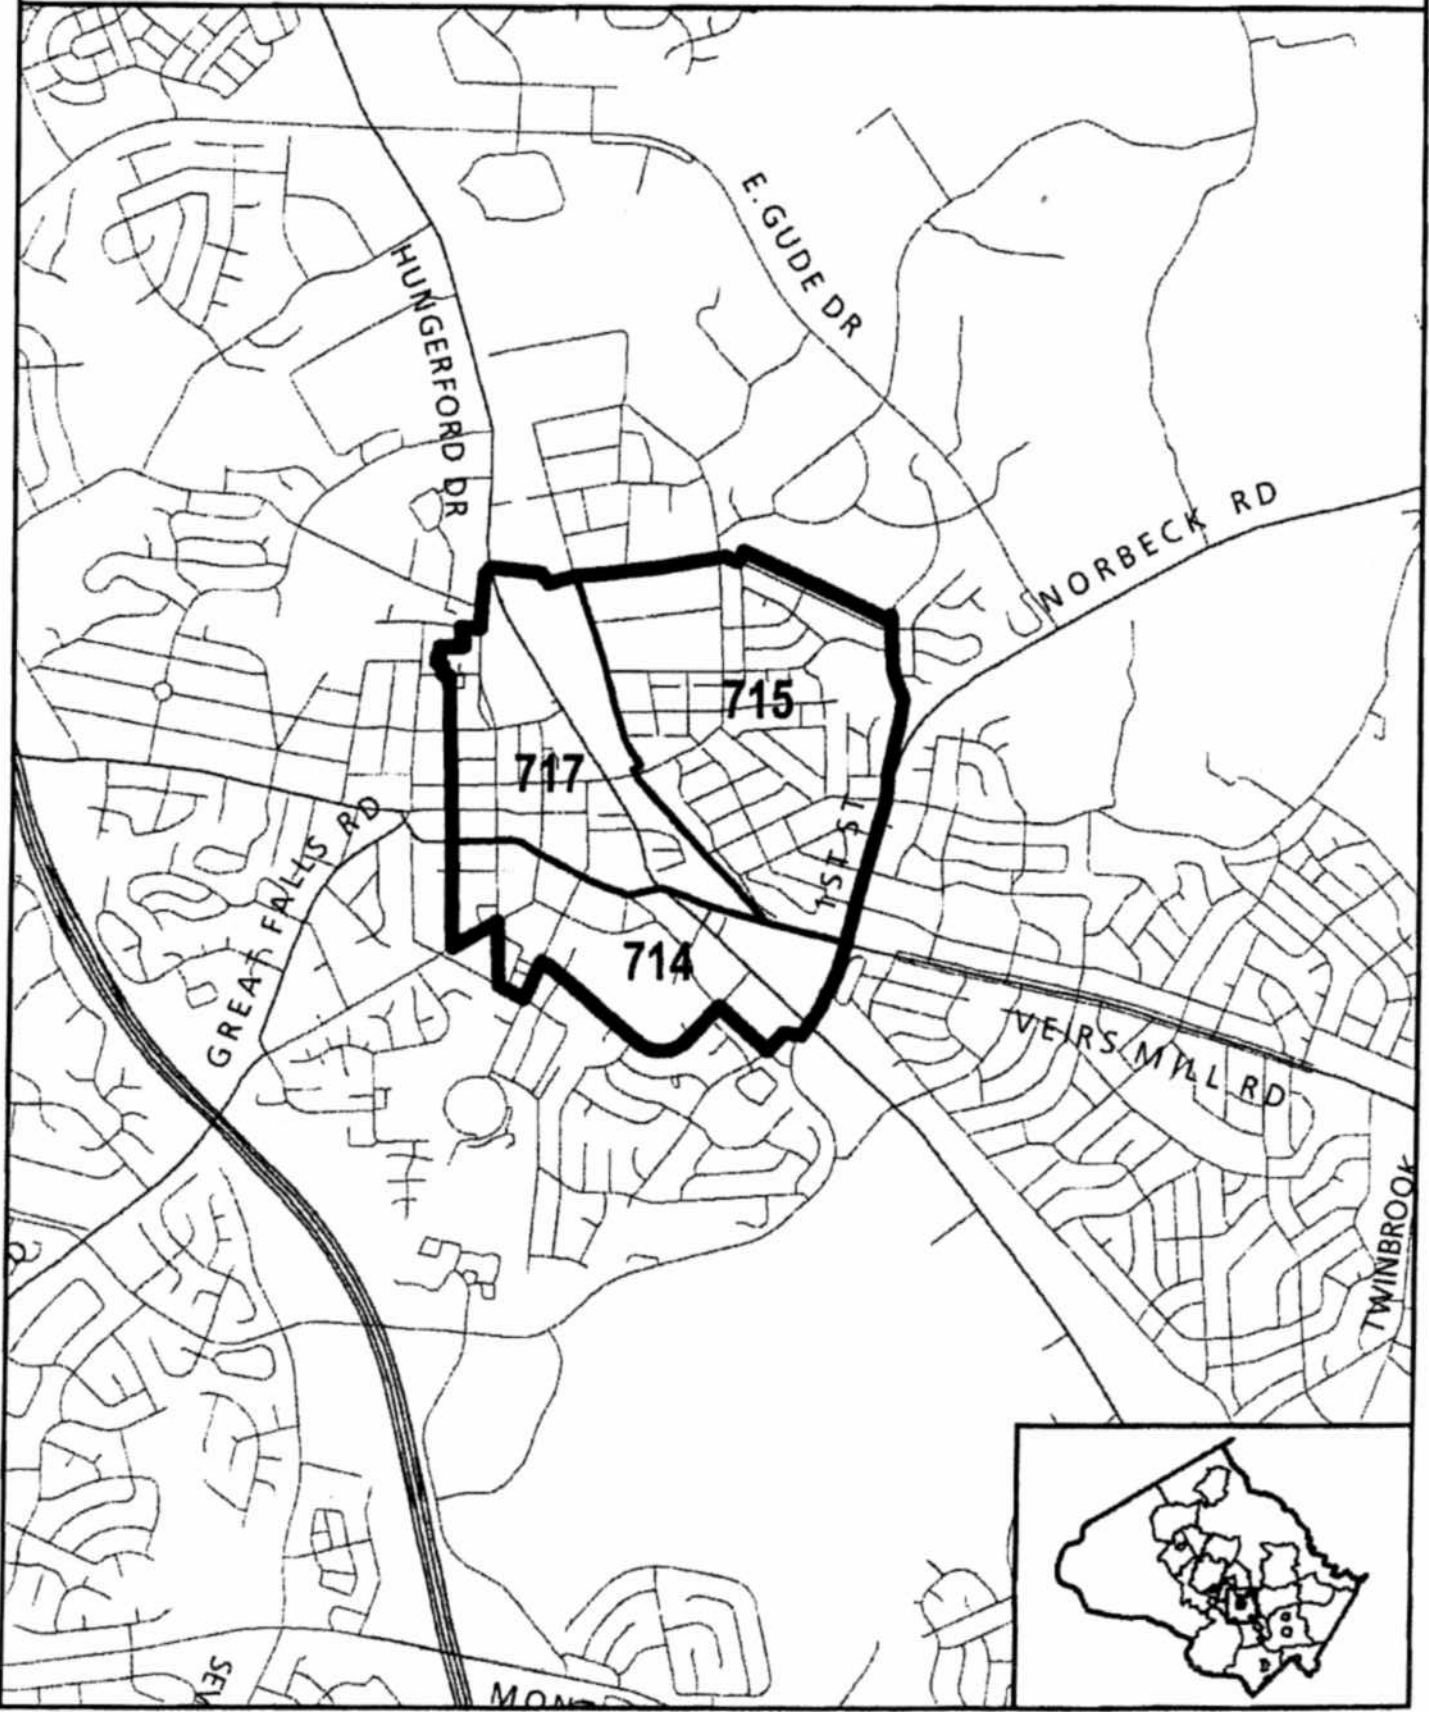 E. GUDE DR
HUNGERFORD DR
NORBECK RD
715
717
1ST ST
GREAT FALLS RD
714
VEIRS MILL RD
TWINBROOK
SEV
MON